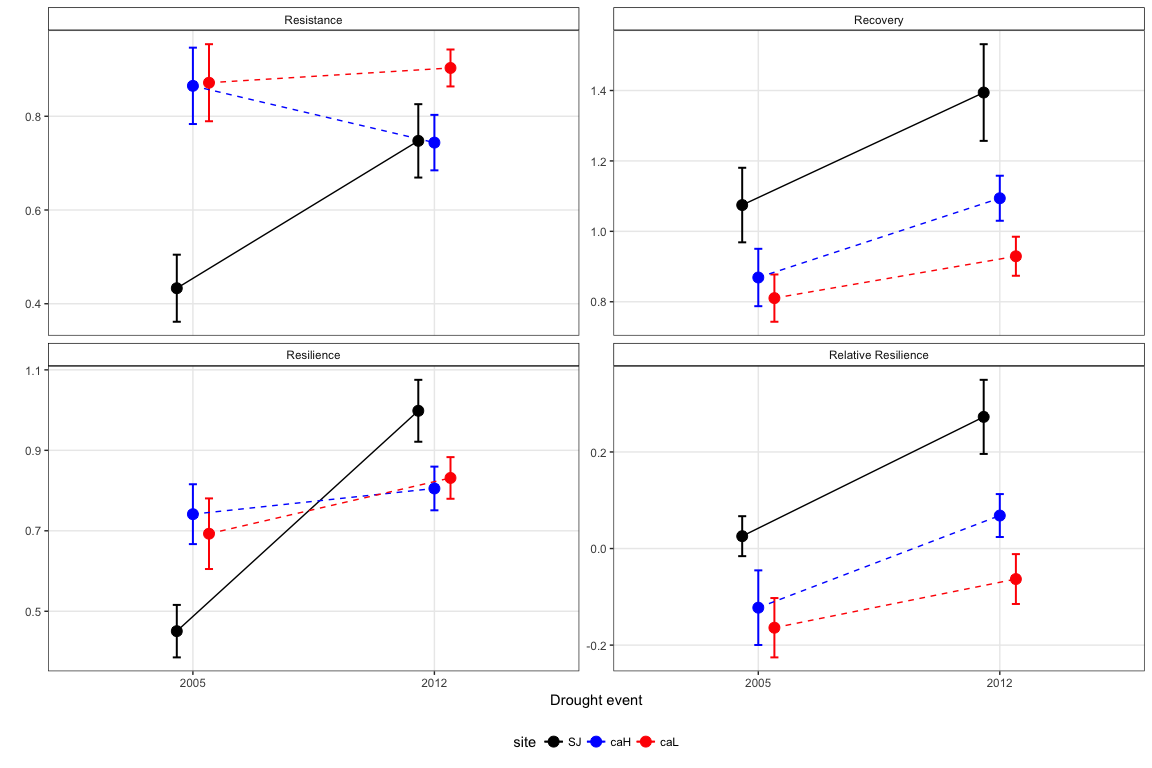 Resistance
Recovery
0.8
0.6
0.4
1.4
1.2
1.0
0.8
Resilience
Relative Resilience
1.1
0.9
0.7
0.5
0.2
0.0
-0.2
2005 2012
2005 2012
Drought event
site SJ caH caL